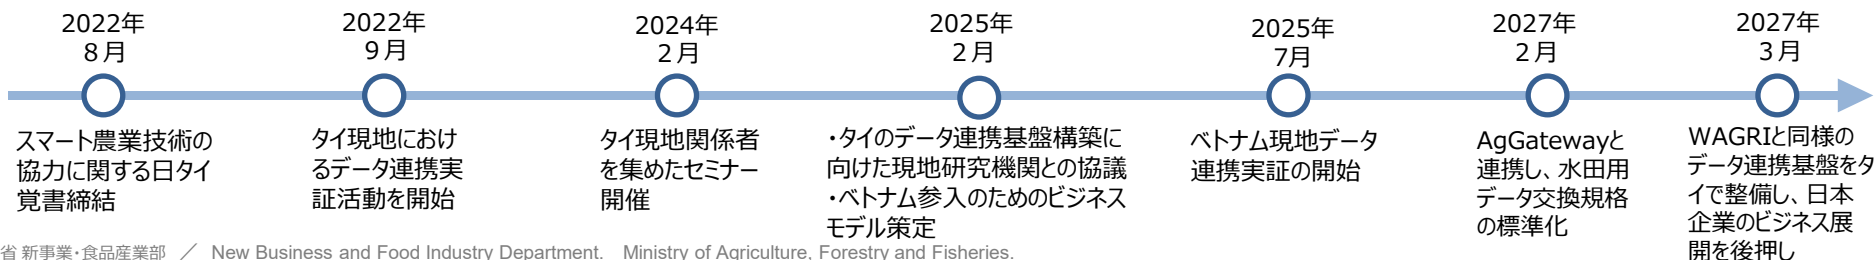 2022年
８月
スマート農業技術の
協力に関する日タイ
覚書締結
2022年
９月
タイ現地におけ
るデータ連携実
証活動を開始
2024年
２月
タイ現地関係者
を集めたセミナー
開催
2025年
２月
・タイのデータ連携基盤構築に
向けた現地研究機関との協議
・ベトナム参入のためのビジネス
モデル策定
2025年
7月
ベトナム現地データ
連携実証の開始
2027年
２月
AgGatewayと
連携し、水田用
データ交換規格
の標準化
2027年
３月
WAGRIと同様の
データ連携基盤をタ
イで整備し、日本
企業のビジネス展
開を後押し
省 新事業・食品産業部 ／ New Business and Food Industry Department, Ministry of Agriculture, Forestry and Fisheries.